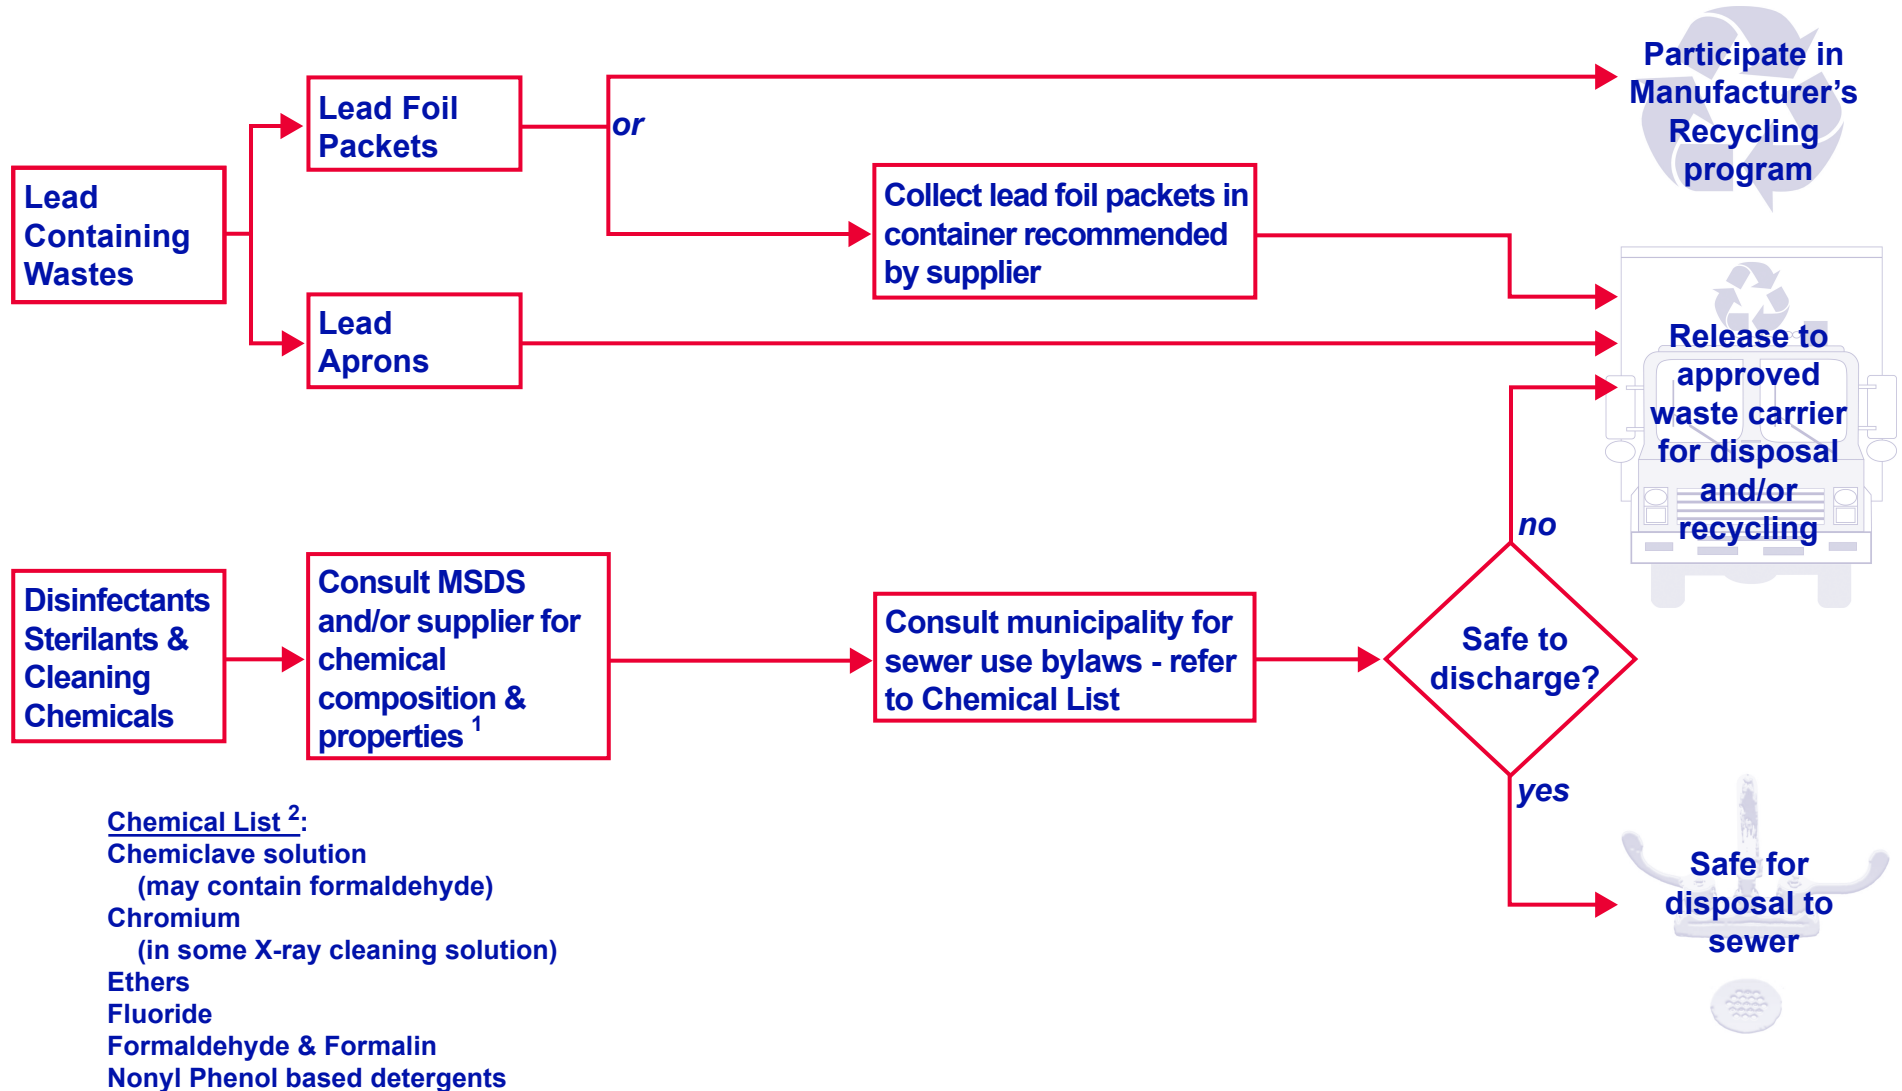 Participate in
Manufacturer's
Recycling
program
Lead Foil
Packets
or
Lead
Containing
Wastes
Collect lead foil packets in
container recommended
by supplier
Lead
Aprons
Release to
approved
waste carrier
for disposal
and/or
recycling
no
Disinfectants
Sterilants &
Cleaning
Chemicals
Consult MSDS
and/or supplier for
chemical
composition &
properties 1
Consult municipality for
sewer use bylaws - refer
to Chemical List
Safe to
discharge?
yes
Safe for
disposal to
sewer
Chemical List 2:
Chemiclave solution
(may contain formaldehyde)
Chromium
(in some X-ray cleaning solution)
Ethers
Fluoride
Formaldehyde & Formalin
Nonyl Phenol based detergents